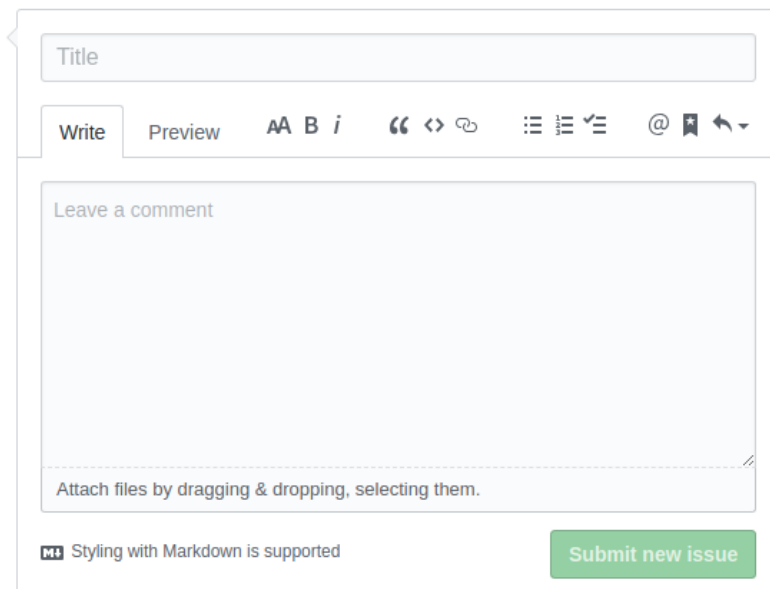 Title
Write Preview AA B i @
Leave a comment
Attach files by dragging & dropping, selecting them.
Styling with Markdown is supported
Submit new issue